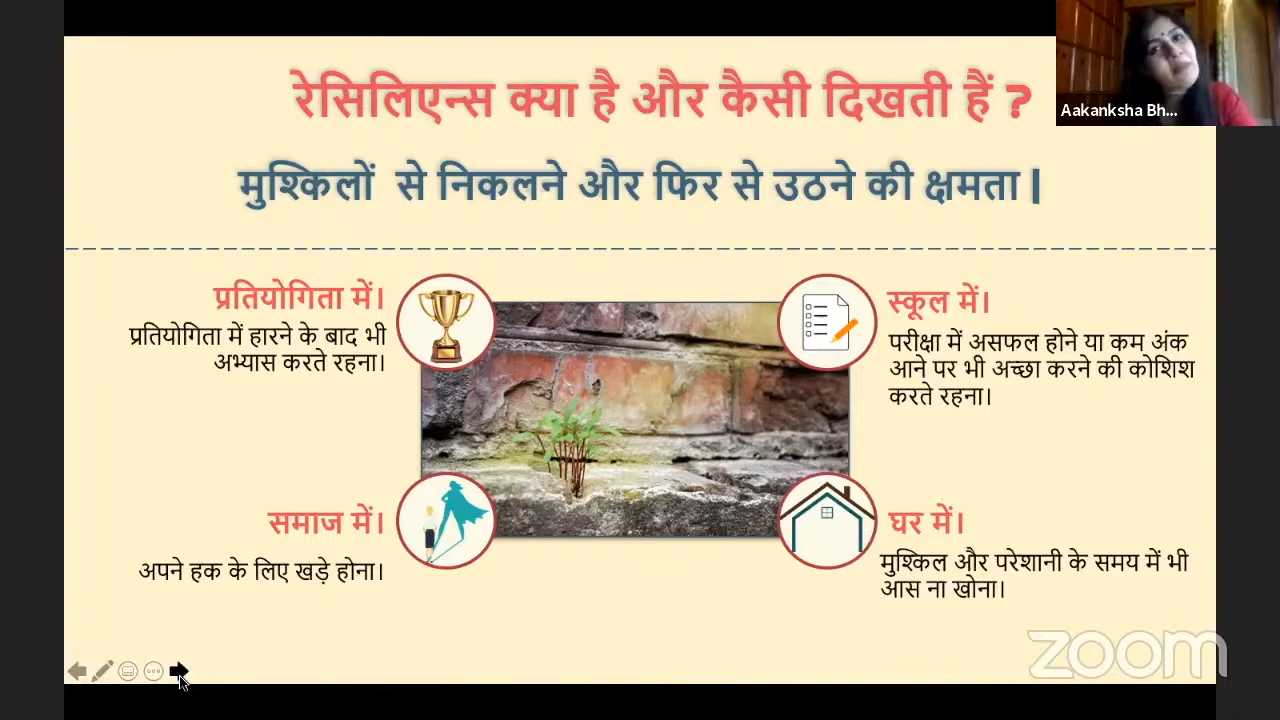 रेसिलिएन्स क्या है और कैसी दिखती हैं ?
Aakanksha Bh...
मुश्किलों से निकलने और फिर से उठने की क्षमता |
प्रतियोगिता में।
प्रतियोगिता में हारने के बाद भी
अभ्यास करते रहना।
स्कूल में।
परीक्षा में असफल होने या कम अंक
आने पर भी अच्छा करने की कोशिश
करते रहना।
समाज में।
अपने हक के लिए खड़े होना।
घर में।
मुश्किल और परेशानी के समय में भी
आस ना खोना।
zoom